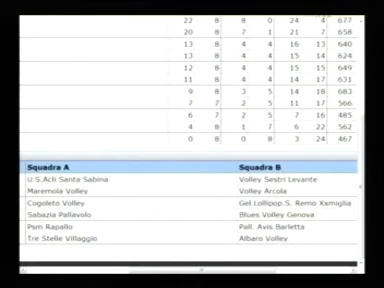 22 8 8 0 24 4 677
20 8 7 1 21 7 658
13 8 4 4 16 13 640
13 8 4 4 15 14 624
12 8 4 4 15 15 649
11 8 4 4 14 17 631
9 8 3 5 14 18 683
7 7 2 5 11 17 566
6 7 2 5 7 16 485
4 8 1 7 6 22 562
0 8 0 8 3 24 467
Squadra A Squadra B
U.S.Acli Santa Sabina Volley Sestri Levante
Maremola Volley Volley Arcola
Cogoleto Volley Gel.Lollipop.S. Remo Xxmiglia
Sabazia Pallavolo Blues Volley Genova
Psm Rapallo Pall. Avis Barletta
Tre Stelle Villaggio Albaro Volley